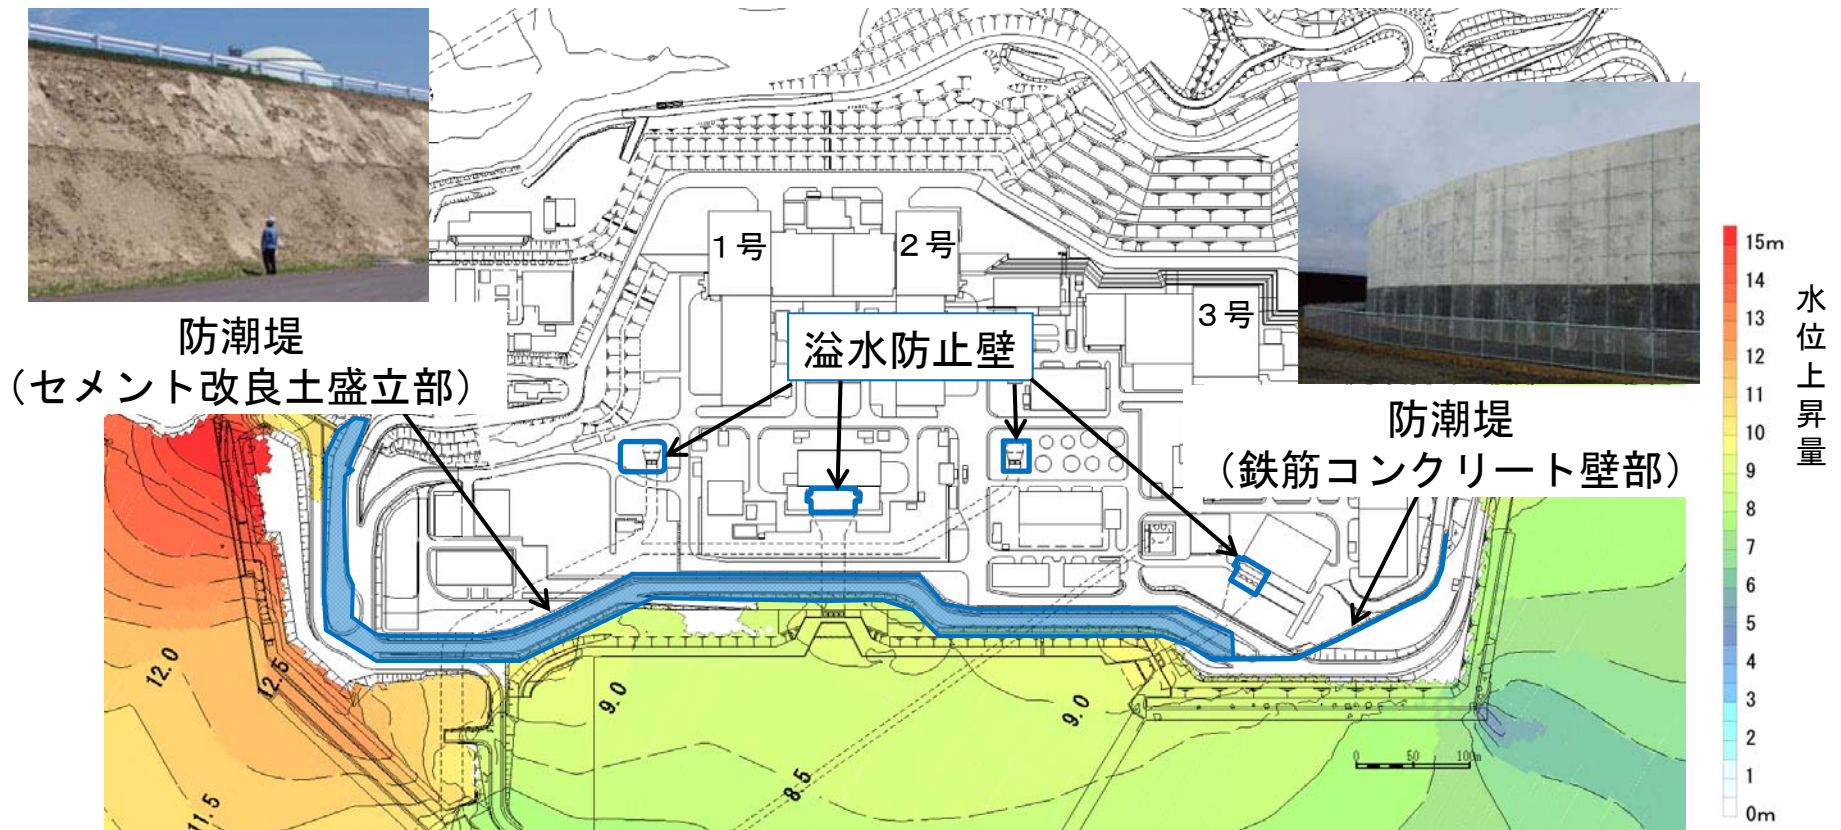 1号
2号
3号
溢水防止壁
防潮堤
(セメント改良土盛立部)
防潮堤
(鉄筋コンクリート壁部)
15m
14
13
12
11
10
9
8
7
6
5
4
3
2
1
0m
水位上昇量
12.0
12.5
11.5
9.0
9.0
8.5
0 50 100m